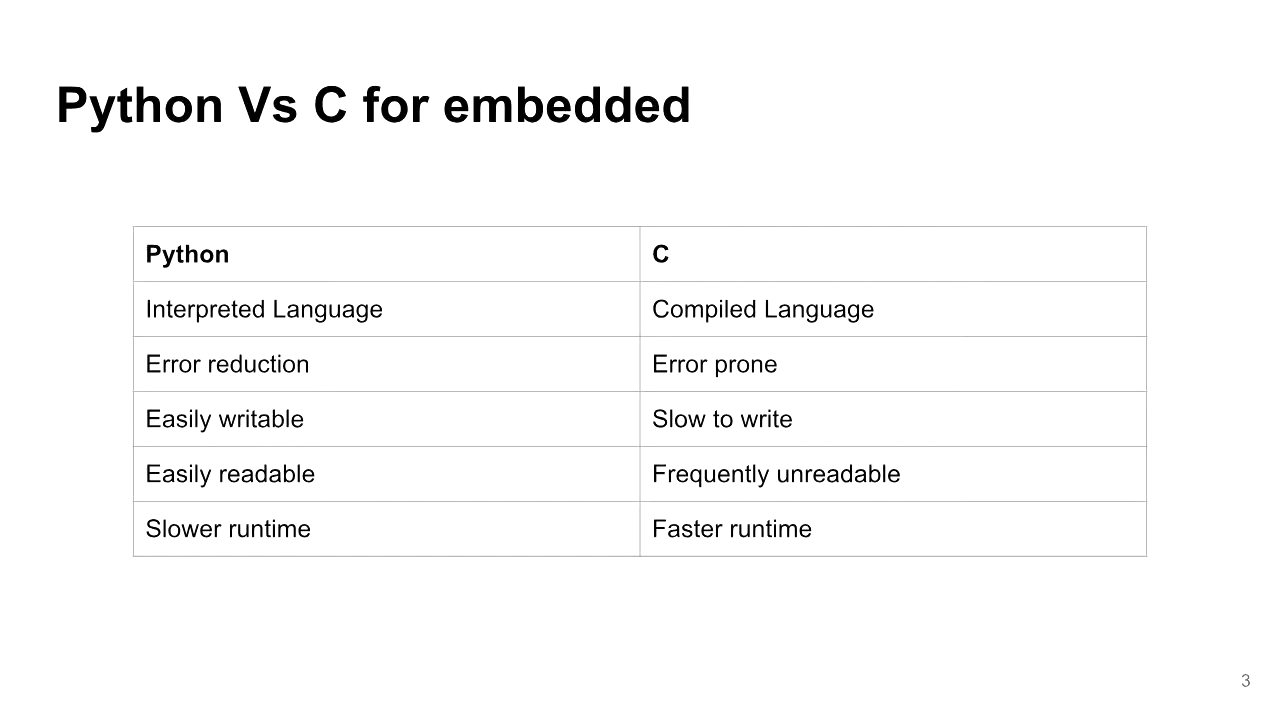 Python Vs C for embedded
Python C
Interpreted Language Compiled Language
Error reduction Error prone
Easily writable Slow to write
Easily readable Frequently unreadable
Slower runtime Faster runtime
3